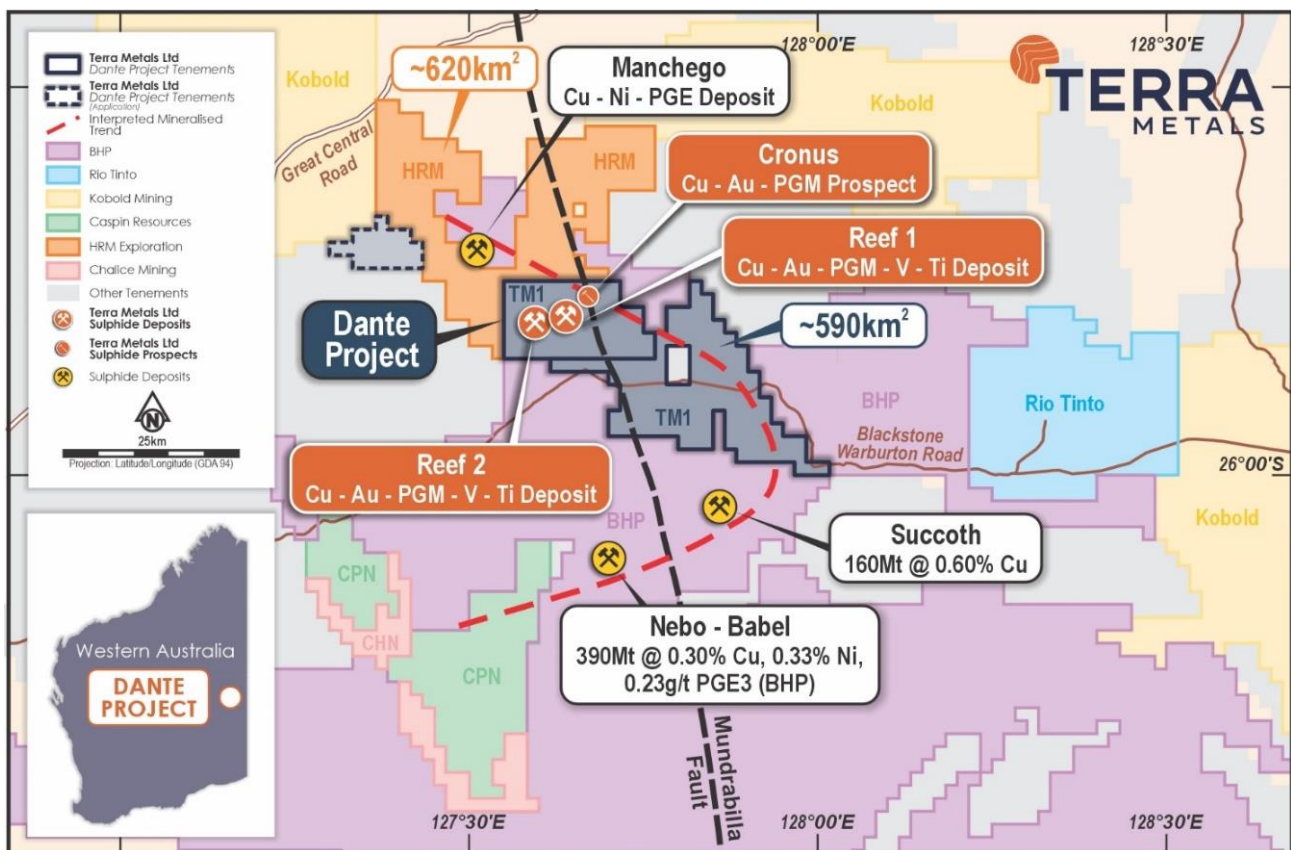 127°30'E
128°00'E
128°30'E
Terra Metals Ltd
Dante Project Tenements
Terra Metals Ltd
Dante Project Tenements
(Application)
Interpreted Mineralised
Trend
BHP
Rio Tinto
Kobold Mining
Caspin Resources
HRM Exploration
Chalice Mining
Other Tenements
Terra Metals Ltd
Sulphide Deposits
Terra Metals Ltd
Sulphide Prospects
Sulphide Deposits
N
25km
Projection: Latitude/Longitude (GDA 94)
Kobold
~620km²
Manchego
Cu - Ni - PGE Deposit
Kobold
TERRA
METALS
Great Central
Road
HRM
HRM
Cronus
Cu - Au - PGM Prospect
Reef 1
Cu - Au - PGM - V - Ti Deposit
Dante
Project
TM1
~590km²
TM1
BHP
Rio Tinto
Blackstone
Warburton Road
26°00'S
Reef 2
Cu - Au - PGM - V - Ti Deposit
BHP
Kobold
Succoth
160Mt @ 0.60% Cu
CPN
CHN
CPN
Nebo - Babel
390Mt @ 0.30% Cu, 0.33% Ni,
0.23g/t PGE3 (BHP)
Mundrabilla
Fault
Western Australia
DANTE
PROJECT
127°30'E
128°00'E
128°30'E